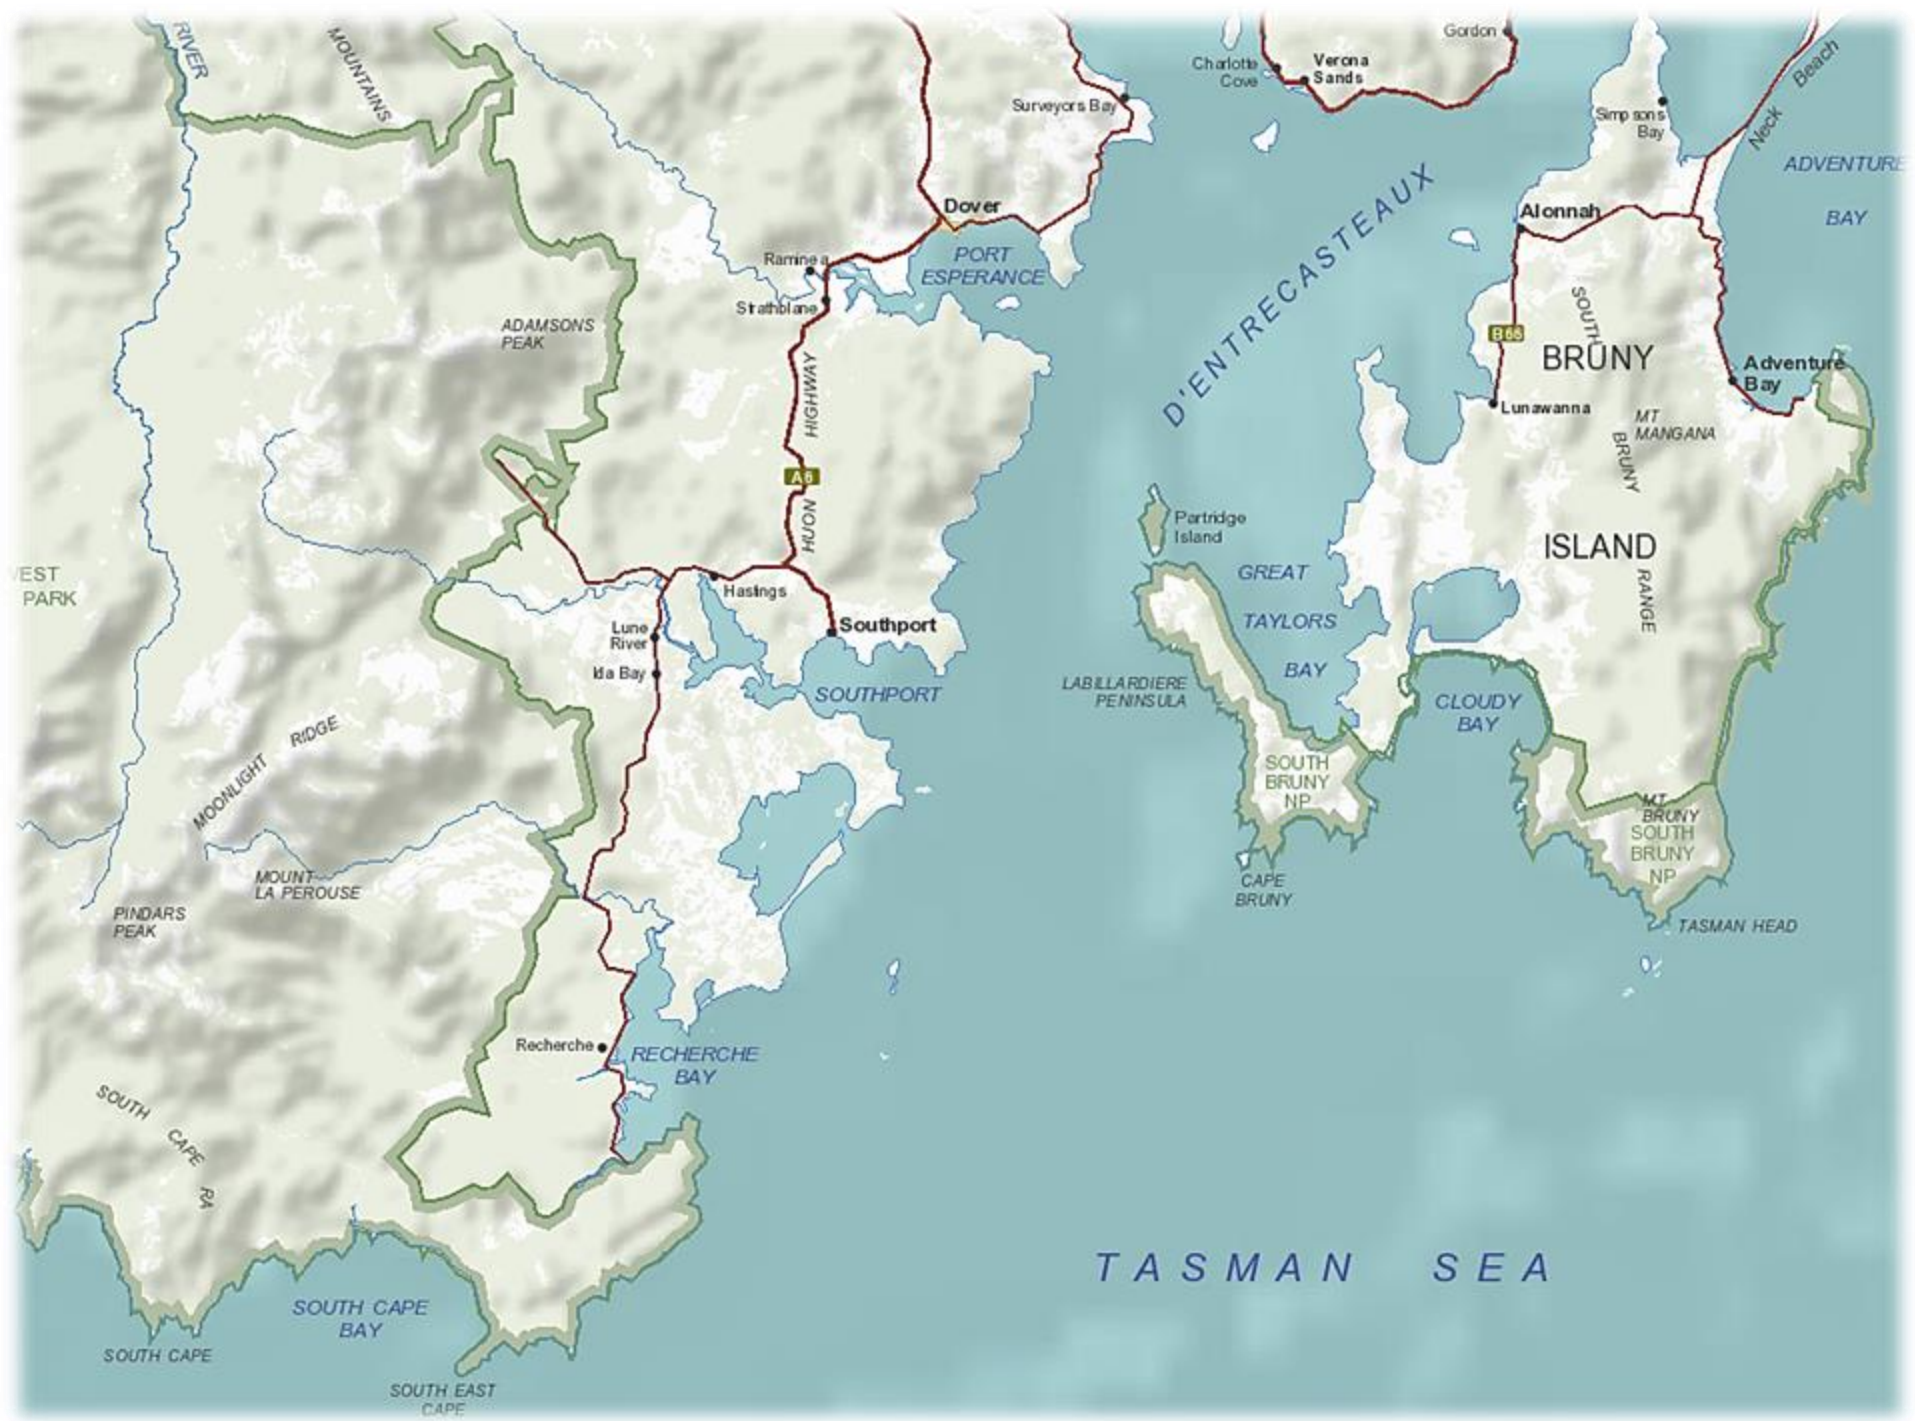 RIVER
MOUNTAINS
Gordon
Charlotte
Cove
Verona
Sands
Beach
Surveyors Bay
Simpsons
Bay
Neck
ADVENTURE
BAY
Dover
Alonnah
PORT
ESPERANCE
Raminea
Strathblane
D'ENTRECASTEAUX
ADAMSONS
PEAK
SOUTH
BRUNY
RANGE
B66
BRUNY
ISLAND
Adventure
Bay
Lunawanna
MT
MANGANA
HUON HIGHWAY
A6
Partridge
Island
EST
PARK
GREAT
TAYLORS
BAY
Hastings
Southport
Lune
River
Ida Bay
SOUTHPORT
LABILLARDIERE
PENINSULA
CLOUDY
BAY
MOONLIGHT RIDGE
SOUTH
BRUNY
NP
MT
BRUNY
SOUTH
BRUNY
NP
MOUNT
LA PEROUSE
CAPE
BRUNY
PINDARS
PEAK
TASMAN HEAD
Recherche
RECHERCHE
BAY
SOUTH CAPE RA
TASMAN SEA
SOUTH CAPE
BAY
SOUTH CAPE
SOUTH EAST
CAPE